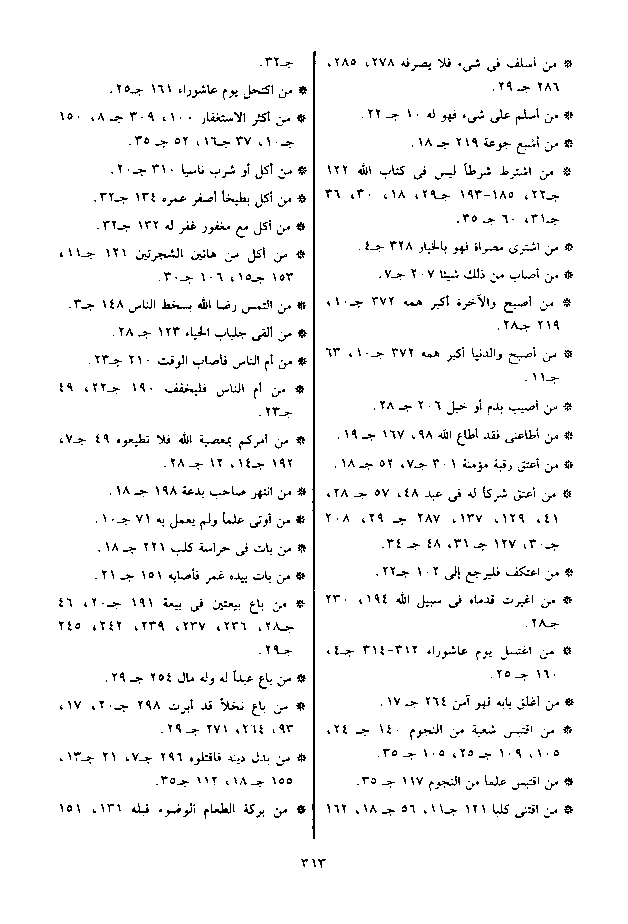 * من أسلف فى شىء فلا يصرفه ٢٧٨، ٢٨٥،
٢٨٦ جـ ٢٩.
* من أسلم على شىء فهو له ١٠ جـ ٢٢.
* من أشبع جوعة ٢١٩ جـ ١٨.
* من اشترط شرطاً ليس فى كتاب الله ١٢٢
جـ٢٢، ١٨٥-١٩٣ جـ٢٩، ١٨، ٣٠، ٣٦
جـ٣١، ٦٠ جـ ٣٥.
* من اشترى مصراة فهو بالخيار ٣٢٨ جـ٤.
* من أصاب من ذلك شيئا ٢٠٧ جـ٧.
* من أصبح والآخرة أكبر همه ٣٧٢ جـ١٠،
٢١٩ جـ٢٨.
* من أصبح والدنيا أكبر همه ٣٧٢ جـ١٠، ٦٣
جـ١١.
* من أصيب بدم أو خبل ٢٠٦ جـ ٢٨.
* من أطاعنى فقد أطاع الله ٩٨، ١٦٧ جـ ١٩.
* من أعتق رقبة مؤمنة ٣٠١ جـ٧، ٥٢ جـ ١٨.
* من أعتق شركاً له فى عبد ٤٨، ٥٧ جـ ٢٨،
٤١، ١٢٩، ١٣٧، ٢٨٧ جـ ٢٩، ٢٠٨
جـ٣٠، ١٢٧ جـ ٣١، ٤٨ جـ ٣٤.
* من اعتكف فليرجع إلى ١٠٢ جـ٢٢.
* من اغبرت قدماه فى سبيل الله ١٩٤، ٢٣٠
جـ٢٨.
* من اغتسل يوم عاشوراء ٣١٢-٣١٤ جـ٤،
١٦٠ جـ ٢٥.
* من أغلق بابه فهو آمن ٢٦٤ جـ ١٧.
* من اقتبس شعبة من النجوم ١٤٠ جـ ٢٤،
١٠٥، ١٠٩ جـ ٢٥، ١٠٥ جـ ٣٥.
* من اقتبس علما من النجوم ١١٧ جـ ٣٥.
* من اقتنى كلبا ١٢١ جـ١١، ٥٦ جـ ١٨، ١٦٢
جـ٣٢.
* من اكتحل يوم عاشوراء ١٦١ جـ٢٥.
* من أكثر الاستغفار ١٠٠، ٣٠٩ جـ ٨، ١٥٠
جـ١٠، ٣٧ جـ١٦، ٥٢ جـ ٣٥.
* من أكل أو شرب ناسيا ٣١٠ جـ٢٠.
* من أكل بطيخاً أصفر عمره ١٣٤ جـ٣٢.
* من أكل مع مغفور غفر له ١٣٢ جـ٣٢.
* من أكل من هاتين الشجرتين ١٢١ جـ١١،
١٥٣ جـ١٥، ١٠٦ جـ٣٠.
* من التمس رضا الله بسخط الناس ١٤٨ جـ٣.
* من ألقى جلباب الحياء ١٢٣ جـ ٢٨.
* من أم الناس فأصاب الوقت ٢١٠ جـ٢٣.
* من أم الناس فليخفف ١٩٠ جـ٢٢، ٤٩
جـ٢٣.
* من أمركم بمعصية الله فلا تطيعوه ٤٩ جـ٧،
١٩٢ جـ١٤، ١٢ جـ ٢٨.
* من انتهر صاحب بدعة ١٩٨ جـ ١٨.
* من أوتى علماً ولم يعمل به ٧١ جـ١٠.
* من بات فى حراسة كلب ٢٢١ جـ ١٨.
* من بات بيده غمر فأصابه ١٥١ جـ ٢١.
* من باع بيعتين فى بيعة ١٩١ جـ٢٠، ٤٦
جـ٢٨، ٢٣٦، ٢٣٧، ٢٣٩، ٢٤٢، ٢٤٥
جـ٢٩.
* من باع عبداً له وله مال ٢٥٤ جـ ٢٩.
* من باع نخلاً قد أبرت ٢٩٨ جـ٢٠، ١٧،
٩٣، ٢٦٤، ٢٧١ جـ ٢٩.
* من بدل دينه فاقتلوه ٢٩٦ جـ٧، ٢١ جـ١٣،
١٥٥ جـ ١٨، ١١٢ جـ٣٥.
* من بركة الطعام الوضوء قبله ١٣١، ١٥١
٣١٣